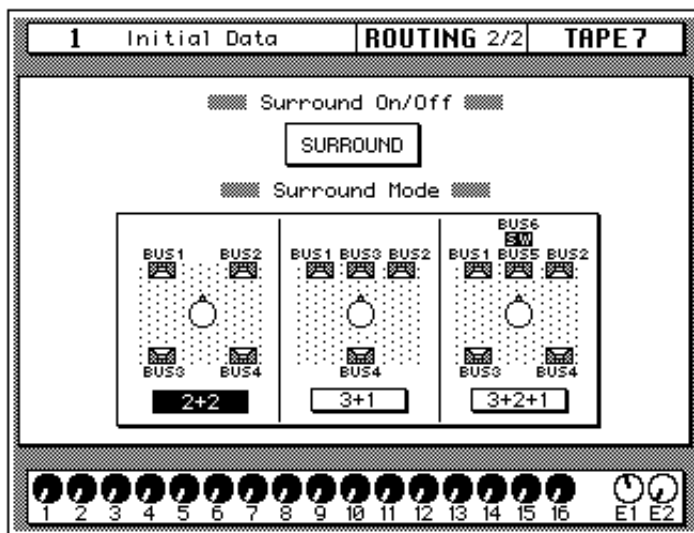 1 Initial Data ROUTING 2/2 TAPE 7
Surround On/Off
SURROUND
Surround Mode
BUS6
SW
BUS1 BUS2 BUS1 BUS3 BUS2 BUS1 BUS5 BUS2
BUS3 BUS4 BUS4 BUS3 BUS4
2+2 3+1 3+2+1
1 2 3 4 5 6 7 8 9 10 11 12 13 14 15 16 E1 E2